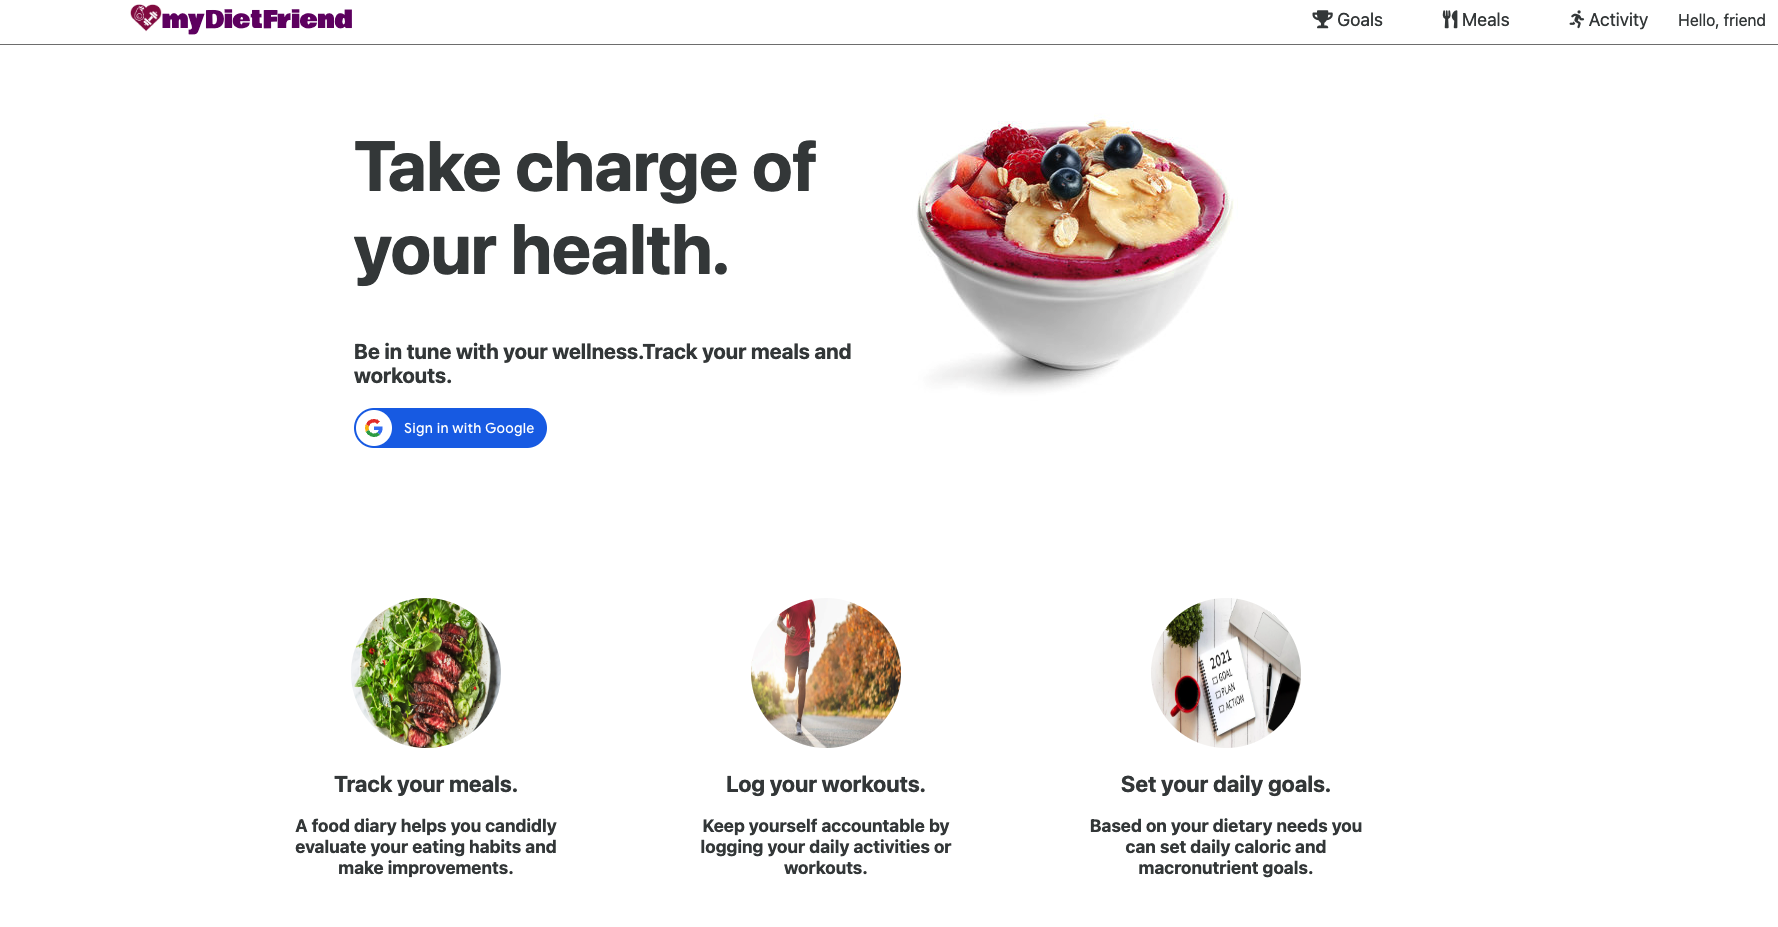 myDietFriend
Goals
Meals
Activity
Hello, friend
Take charge of
your health.
Be in tune with your wellness.Track your meals and
workouts.
Sign in with Google
2021
GOAL
PLAN
ACTION
Track your meals.
Log your workouts.
Set your daily goals.
A food diary helps you candidly
evaluate your eating habits and
make improvements.
Keep yourself accountable by
logging your daily activities or
workouts.
Based on your dietary needs you
can set daily caloric and
macronutrient goals.